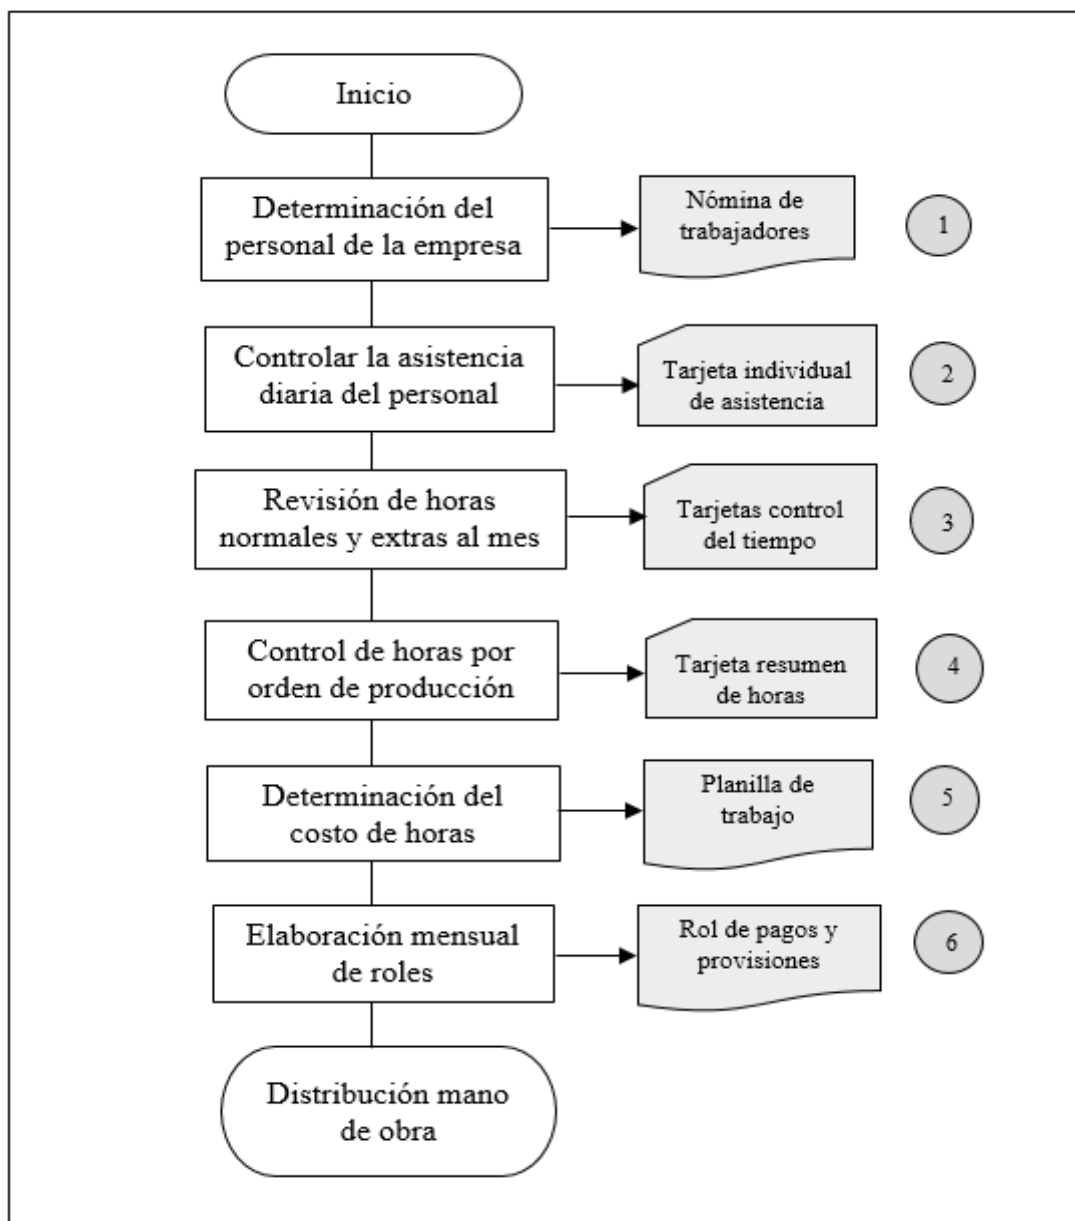 Inicio
Determinación del
personal de la empresa
Nómina de
trabajadores
1
Controlar la asistencia
diaria del personal
Tarjeta individual
de asistencia
2
Revisión de horas
normales y extras al mes
Tarjetas control
del tiempo
3
Control de horas por
orden de producción
Tarjeta resumen
de horas
4
Determinación del
costo de horas
Planilla de
trabajo
5
Elaboración mensual
de roles
Rol de pagos y
provisiones
6
Distribución mano
de obra